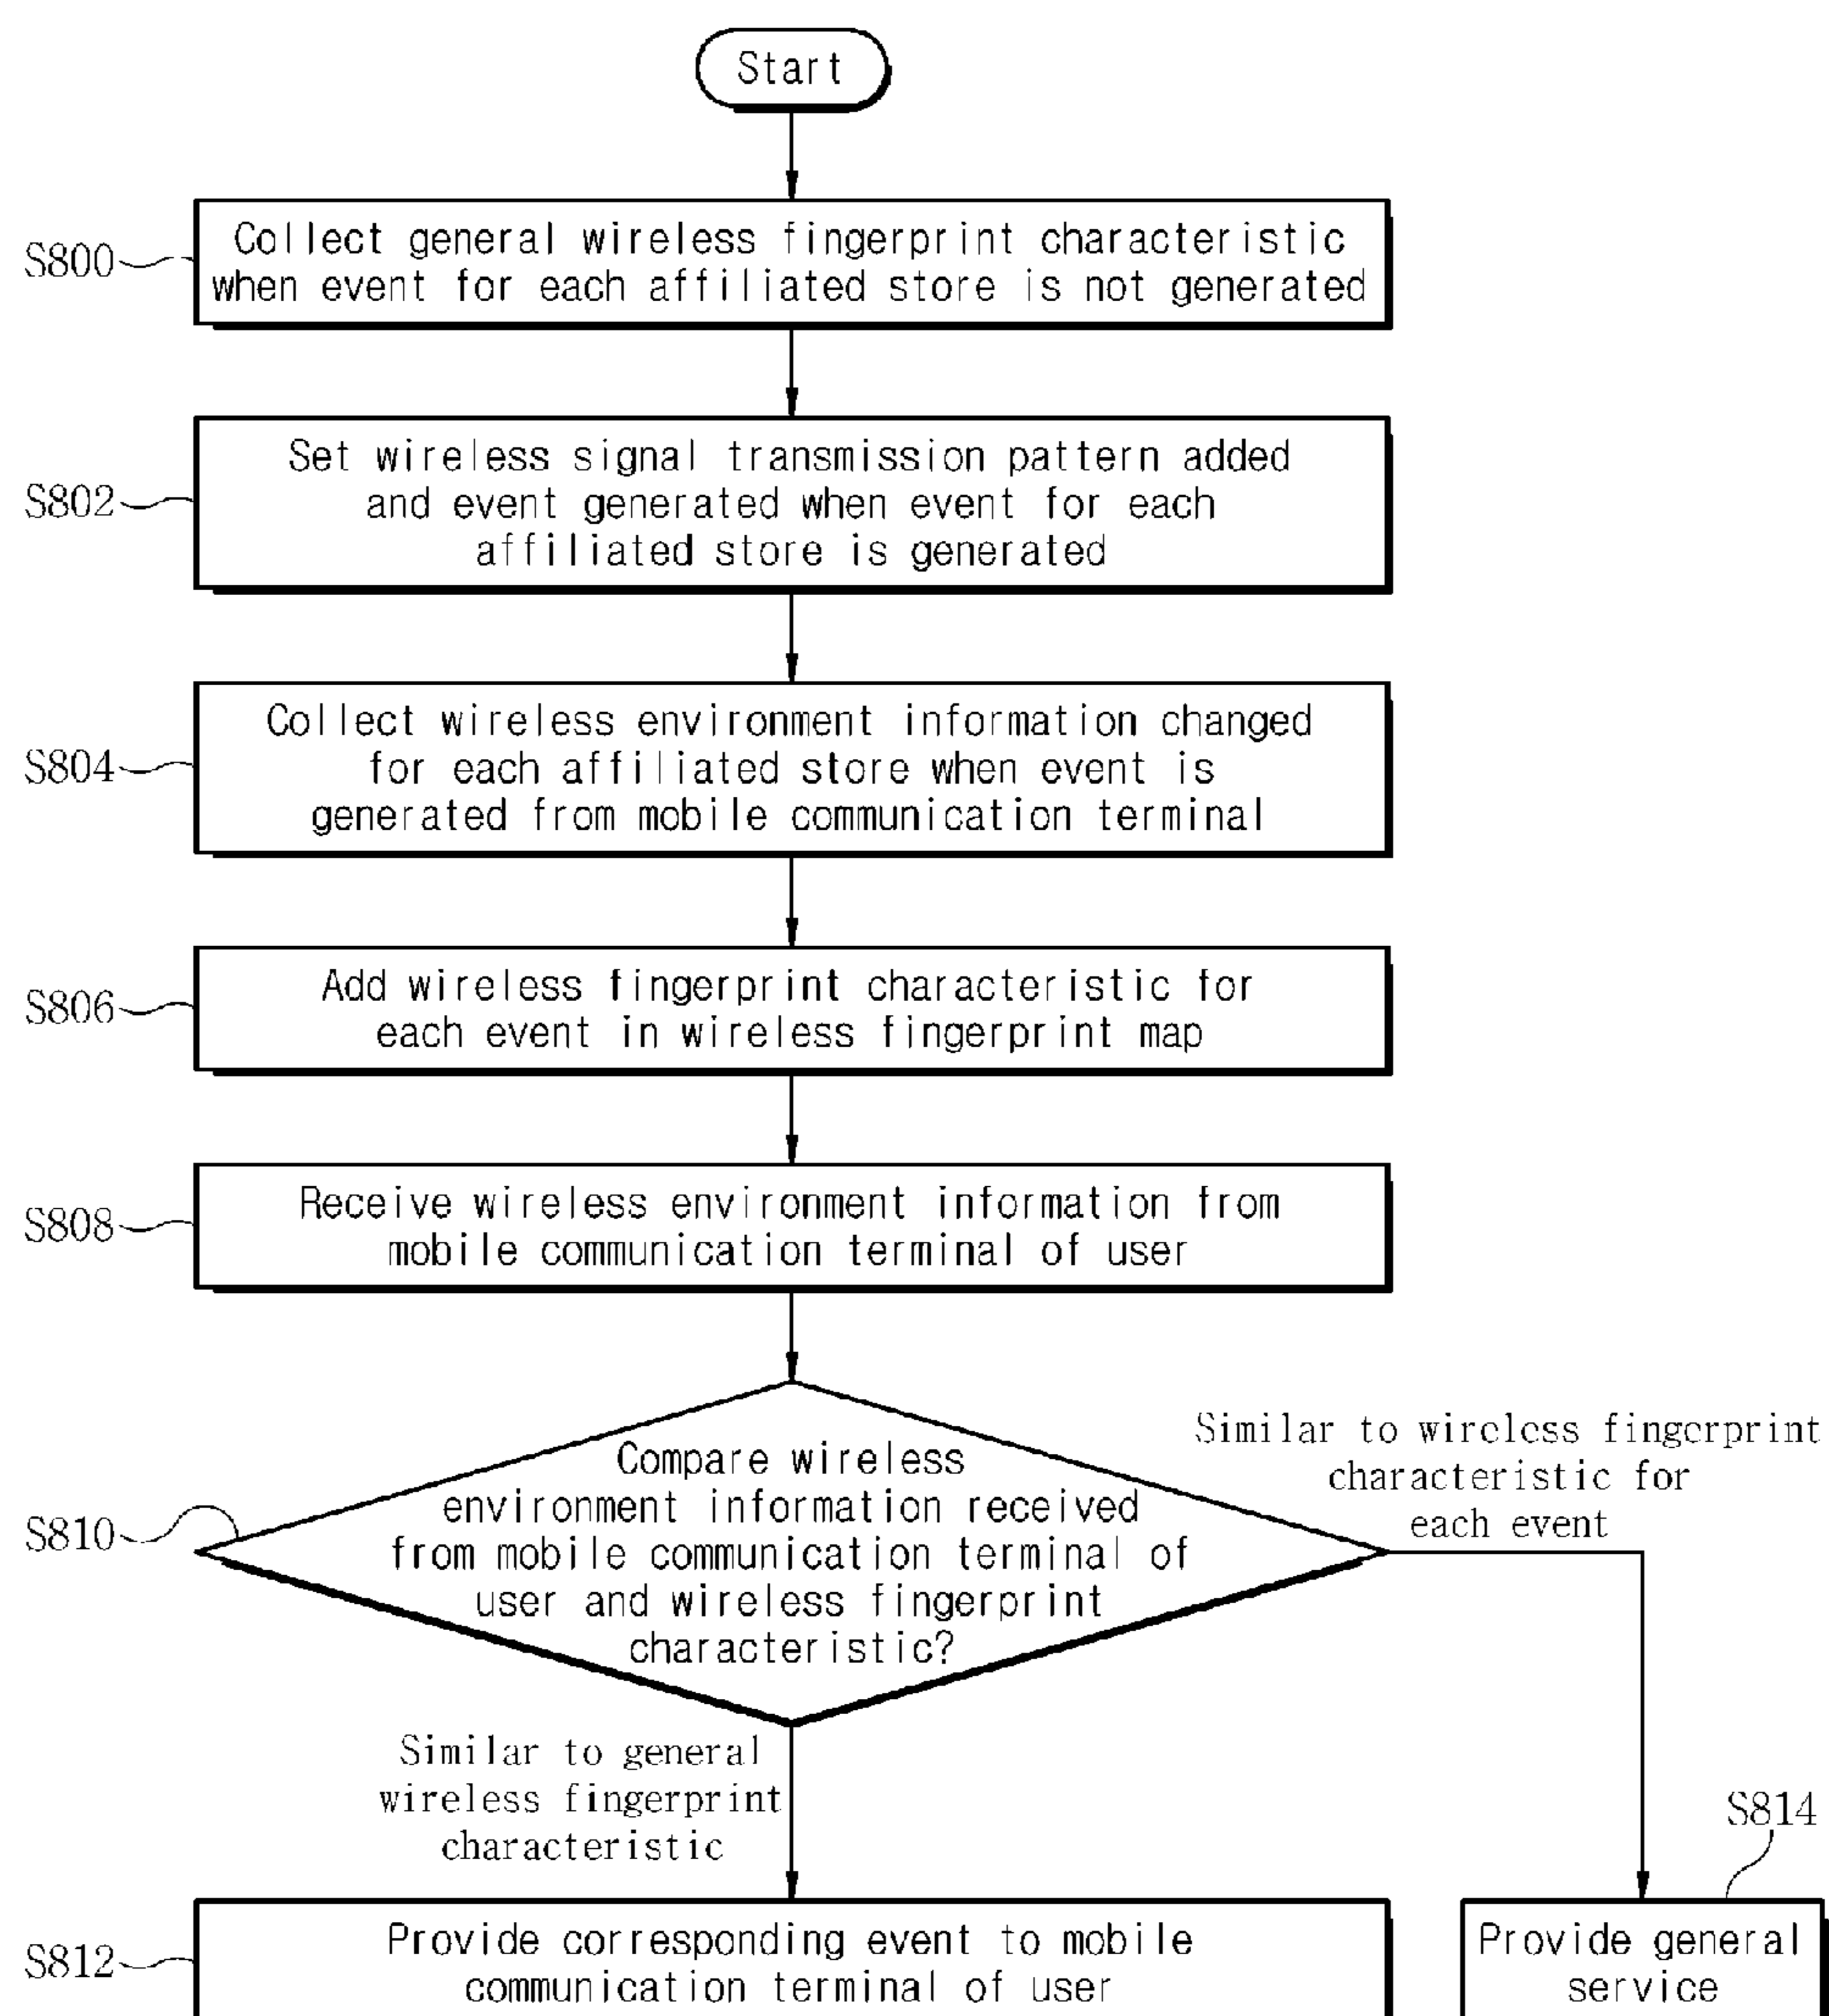 Start
S800
Collect general wireless fingerprint characteristic
when event for each affiliated store is not generated
S802
Set wireless signal transmission pattern added
and event generated when event for each
affiliated store is generated
S804
Collect wireless environment information changed
for each affiliated store when event is
generated from mobile communication terminal
S806
Add wireless fingerprint characteristic for
each event in wireless fingerprint map
S808
Receive wireless environment information from
mobile communication terminal of user
S810
Compare wireless
environment information received
from mobile communication terminal of
user and wireless fingerprint
characteristic?
Similar to wireless fingerprint
characteristic for
each event
Similar to general
wireless fingerprint
characteristic
S812
Provide corresponding event to mobile
communication terminal of user
S814
Provide general
service